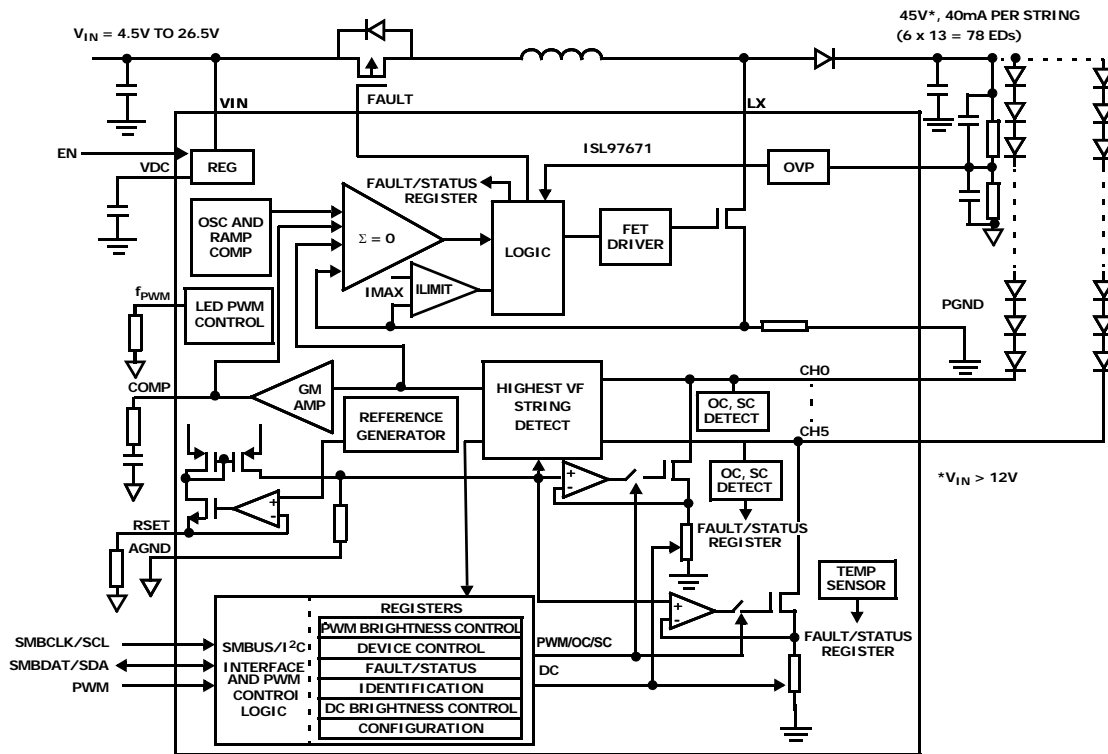 45V*, 40mA PER STRING
(6 x 13 = 78 EDs)
VIN = 4.5V TO 26.5V
VIN
FAULT
LX
EN
REG
VDC
ISL97671
OVP
FAULT/STATUS
REGISTER
OSC AND
RAMP
COMP
Σ = 0
LOGIC
FET
DRIVER
IMAX
ILIMIT
fPWM
LED PWM
CONTROL
PGND
COMP
GM
AMP
HIGHEST VF
STRING
DETECT
CH0
OC, SC
DETECT
REFERENCE
GENERATOR
CH5
OC, SC
DETECT
*VIN > 12V
+
-
+
-
RSET
AGND
FAULT/STATUS
REGISTER
TEMP
SENSOR
+
-
FAULT/STATUS
REGISTER
REGISTERS
PWM BRIGHTNESS CONTROL
DEVICE CONTROL
FAULT/STATUS
IDENTIFICATION
DC BRIGHTNESS CONTROL
CONFIGURATION
PWM/OC/SC
DC
SMBCLK/SCL
SMBDAT/SDA
PWM
SMBUS/I2C
INTERFACE
AND PWM
CONTROL
LOGIC